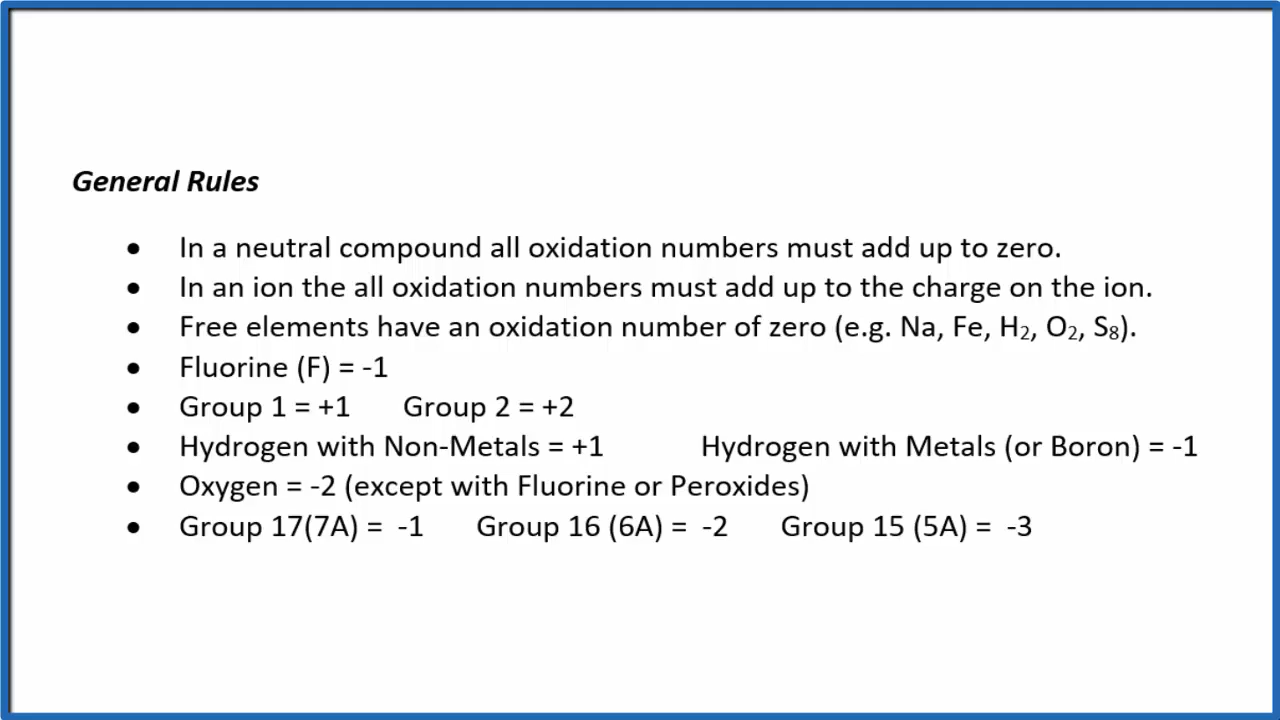 General Rules
• In a neutral compound all oxidation numbers must add up to zero.
• In an ion the all oxidation numbers must add up to the charge on the ion.
• Free elements have an oxidation number of zero (e.g. Na, Fe, H₂, O₂, S₈).
• Fluorine (F) = -1
• Group 1 = +1 Group 2 = +2
• Hydrogen with Non-Metals = +1 Hydrogen with Metals (or Boron) = -1
• Oxygen = -2 (except with Fluorine or Peroxides)
• Group 17(7A) = -1 Group 16 (6A) = -2 Group 15 (5A) = -3